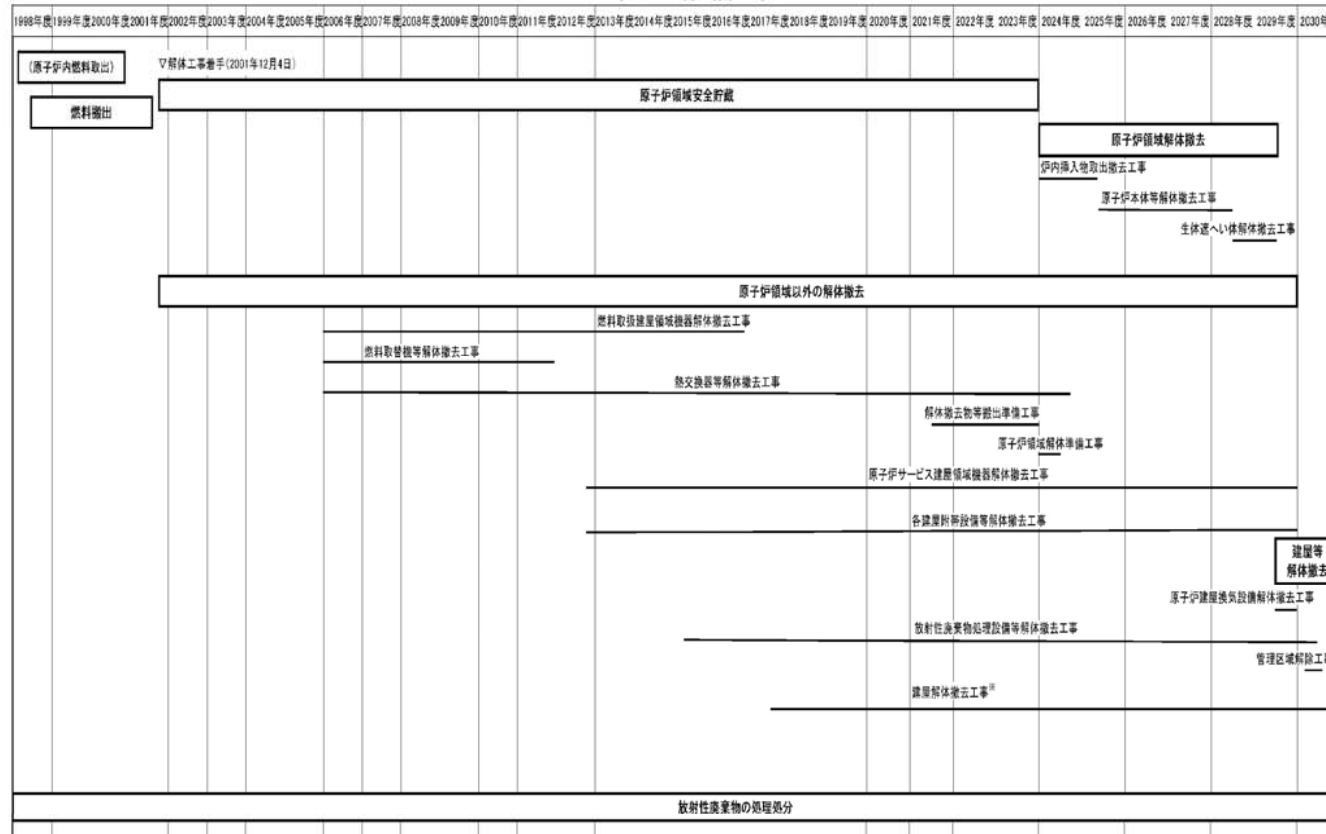 1998年度 1999年度 2000年度 2001年度 2002年度 2003年度 2004年度 2005年度 2006年度 2007年度 2008年度 2009年度 2010年度 2011年度 2012年度 2013年度 2014年度 2015年度 2016年度 2017年度 2018年度 2019年度 2020年度 2021年度 2022年度 2023年度 2024年度 2025年度 2026年度 2027年度 2028年度 2029年度 2030年
(原子炉内燃料取出)
▽解体工事着手(2001年12月4日)
原子炉領域安全貯蔵
燃料搬出
原子炉領域解体撤去
炉内挿入物取出撤去工事
原子炉本体等解体撤去工事
生体遮へい体解体撤去工事
原子炉領域以外の解体撤去
燃料取扱建屋領域機器解体撤去工事
燃料取替機等解体撤去工事
熱交換器等解体撤去工事
解体撤去物等搬出準備工事
原子炉領域解体準備工事
原子炉サービス建屋領域機器解体撤去工事
各建屋附帯設備等解体撤去工事
建屋等
解体撤去
原子炉建屋換気設備解体撤去工事
放射性廃棄物処理設備等解体撤去工事
管理区域解除工事
建屋解体撤去工事※
放射性廃棄物の処理処分